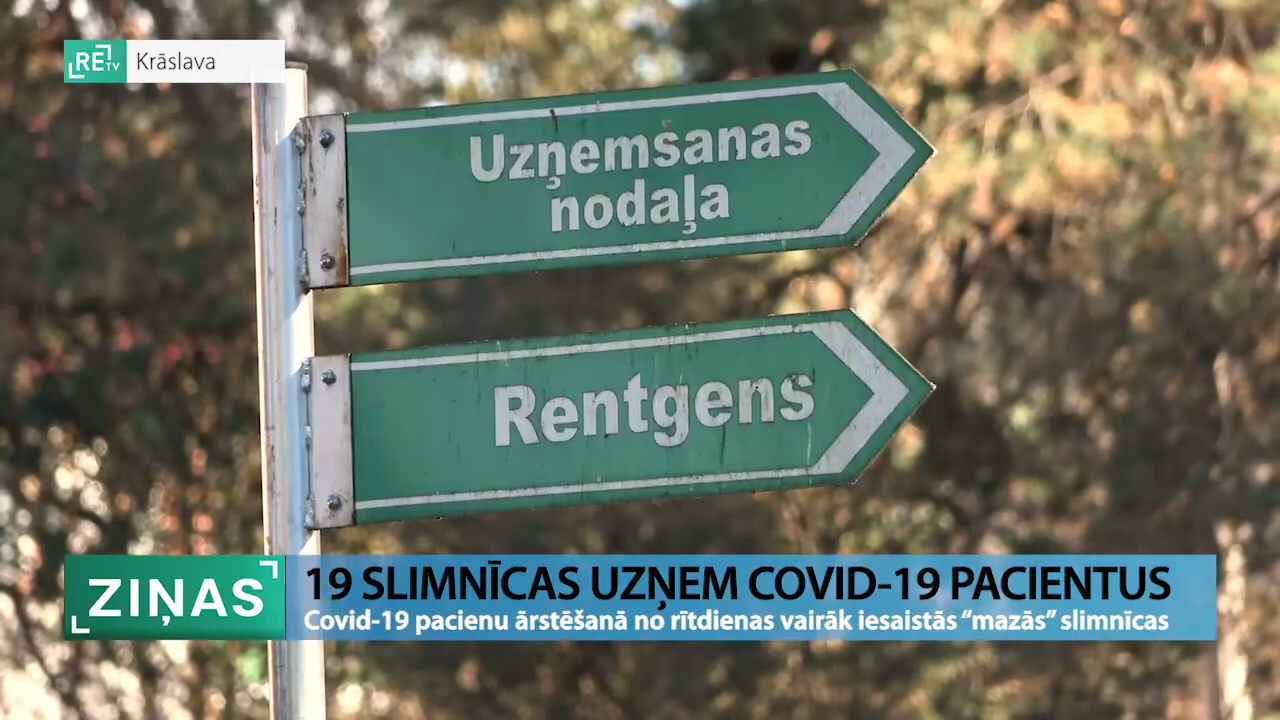 RE TV Krāslava
Uzņemsanas
nodaļa
Rentgens
ZIŅAS
19 SLIMNĪCAS UZŅEM COVID-19 PACIENTUS
Covid-19 pacienu ārstēšanā no rītdienas vairāk iesaistās “mazās” slimnīcas